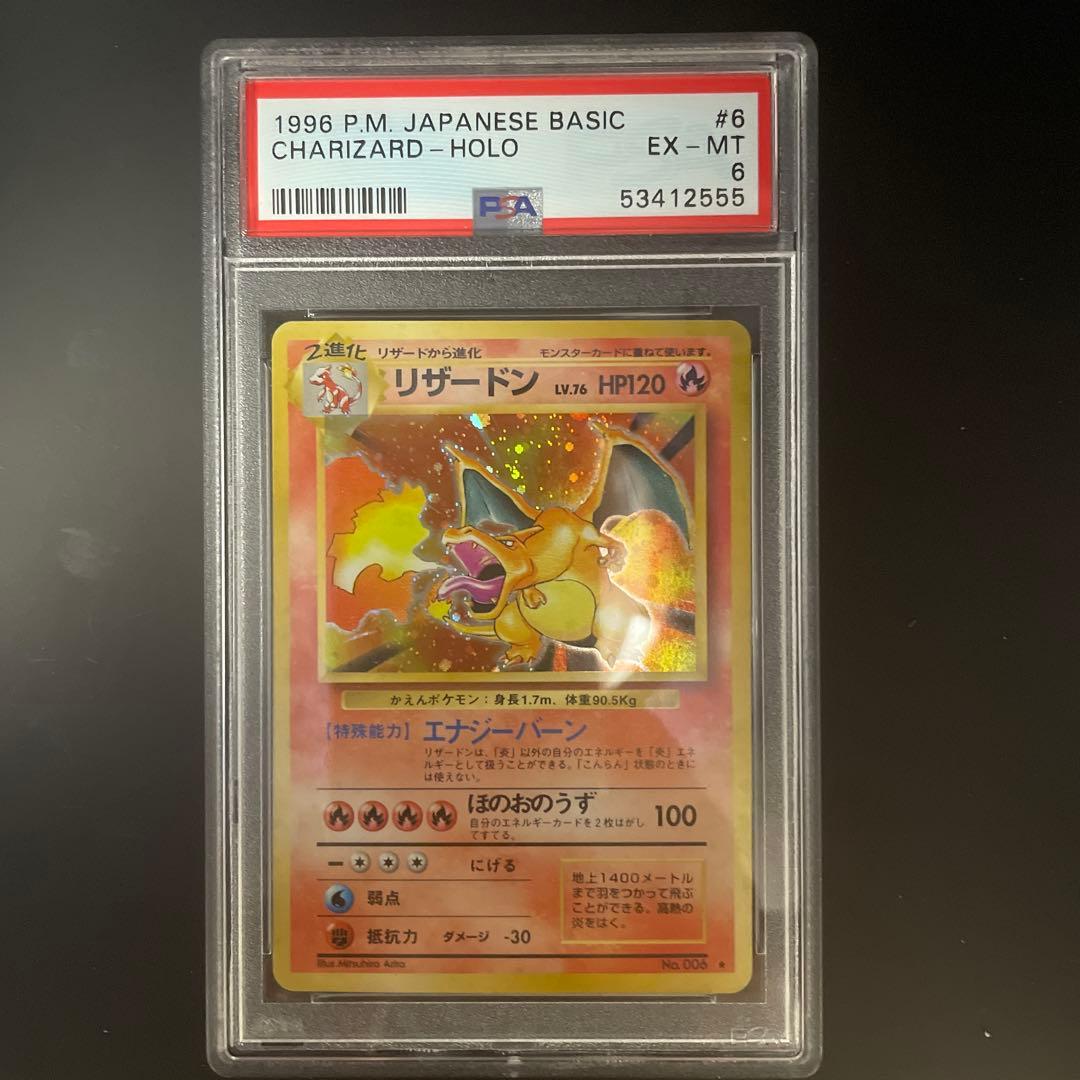 1996 P.M. JAPANESE BASIC #6
CHARIZARD-HOLO EX-MT
6
PSA 53412555
2進化 リザードから進化 モンスターカードに重ねて使います。
リザードン LV.76 HP120
かえんポケモン：身長1.7m、体重90.5Kg
【特殊能力】エナジーバーン
リザードンは、「炎」以外の自分のエネルギーを「炎」エネ
ルギーとして扱うことができる。「こんらん」状態のときに
は使えない。
ほのおのうず 100
自分のエネルギーカードを2枚はがし
てすてる。
にげる
弱点
抵抗力 ダメージ -30
地上1400メートル
まで羽をつかって飛ぶ
ことができる。高熱の
炎をはく。
Illus. Mitsuhiro Arita No. 006 ★